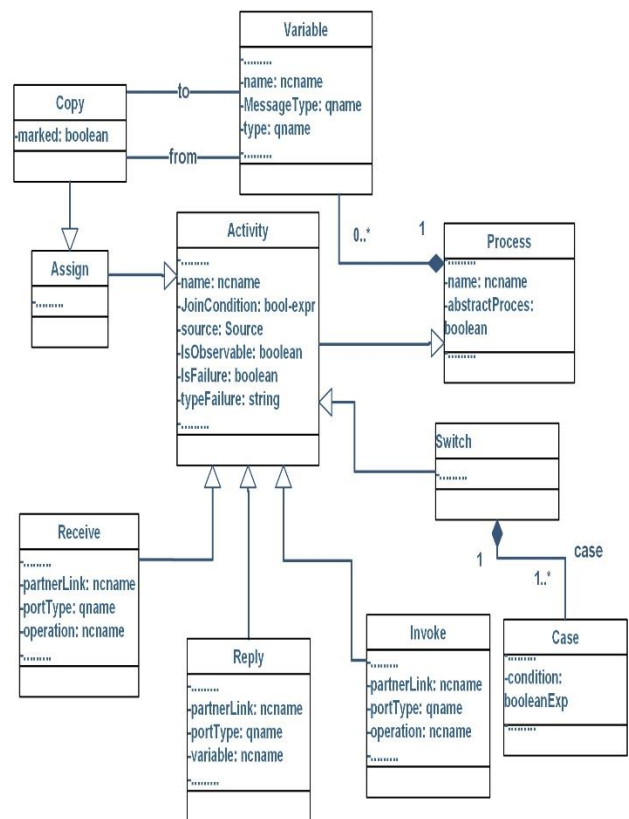 Variable
-.........
-name: ncname
-MessageType: qname
-type: qname
-.........
Copy
-marked: boolean
to
from
0..*
1
Activity
-.........
-name: ncname
-JoinCondition: bool-expr
-source: Source
-IsObservable: boolean
-IsFailure: boolean
-typeFailure: string
-.........
Process
-.........
-name: ncname
-abstractProces:
boolean
-.........
Assign
-.........
Switch
-.........
1
case
1..*
Receive
-.........
-partnerLink: ncname
-portType: qname
-operation: ncname
-.........
Reply
-.........
-partnerLink: ncname
-portType: qname
-variable: ncname
-.........
Invoke
-.........
-partnerLink: ncname
-portType: qname
-operation: ncname
-.........
Case
-.........
-condition:
booleanExp
-.........